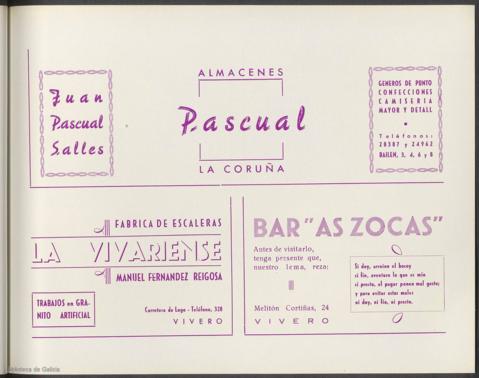 Juan
Pascual
Salles
ALMACENES
Pascual
LA CORUÑA
GENEROS DE PUNTO
CONFECCIONES
CAMISERIA
MAYOR Y DETALL
Teléfonos:
28387 y 24962
BAILEN, 3, 4, 6 y 8
FABRICA DE ESCALERAS
LA VIVARIENSE
MANUEL FERNANDEZ REIGOSA
TRABAJOS en GRA-
NITO ARTIFICIAL
Carretera de Lugo - Teléfono, 328
VIVERO
BAR "AS ZOCAS"
Antes de visitarlo,
tenga presente que,
nuestro lema, reza:
Melitón Cortiñas, 24
VIVERO
Si doy, arruino el
si fío, aventuro lo que es mío
si presto, al pagar ponen mal gesto;
y para evitar estos males
ni doy, ni fío, ni presto.
Biblioteca de Galicia